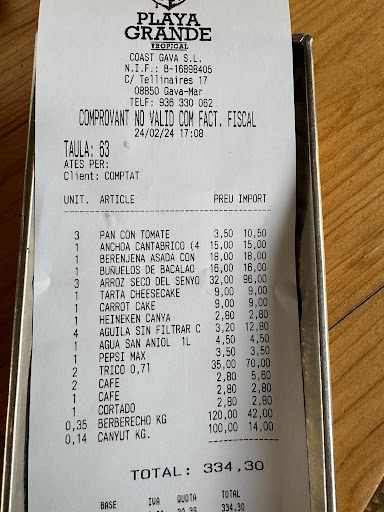 PLAYA
GRANDE
TROPICAL
COAST GAVA S.L.
N.I.F.: B-16898405
C/ Tellinaires 17
08850 Gava-Mar
TELF: 936 330 062
COMPROVANT NO VALID COM FACT. FISCAL
24/02/24 17:08
TAULA: 63
ATES PER:
Client: COMPTAT
UNIT. ARTICLE PREU IMPORT
3 PAN CON TOMATE 3,50 10,50
1 ANCHOA CANTABRICO (4 15,00 15,00
1 BERENJENA ASADA CON 18,00 18,00
1 BUÑUELOS DE BACALAO 16,00 16,00
3 ARROZ SECO DEL SENYO 32,00 96,00
1 TARTA CHEESECAKE 9,00 9,00
1 CARROT CAKE 9,00 9,00
1 HEINEKEN CANYA 2,80 2,80
4 AGUILA SIN FILTRAR C 3,20 12,80
1 AGUA SAN ANIOL 1L 4,50 4,50
1 PEPSI MAX 3,50 3,50
2 TRICO 0,71 35,00 70,00
2 CAFE 2,80 5,60
1 CAFE 2,80 2,80
1 CORTADO 2,80 2,80
0,35 BERBERECHO KG 120,00 42,00
0,14 CANYUT KG. 100,00 14,00
TOTAL: 334,30
BASE IVA QUOTA TOTAL
334,30